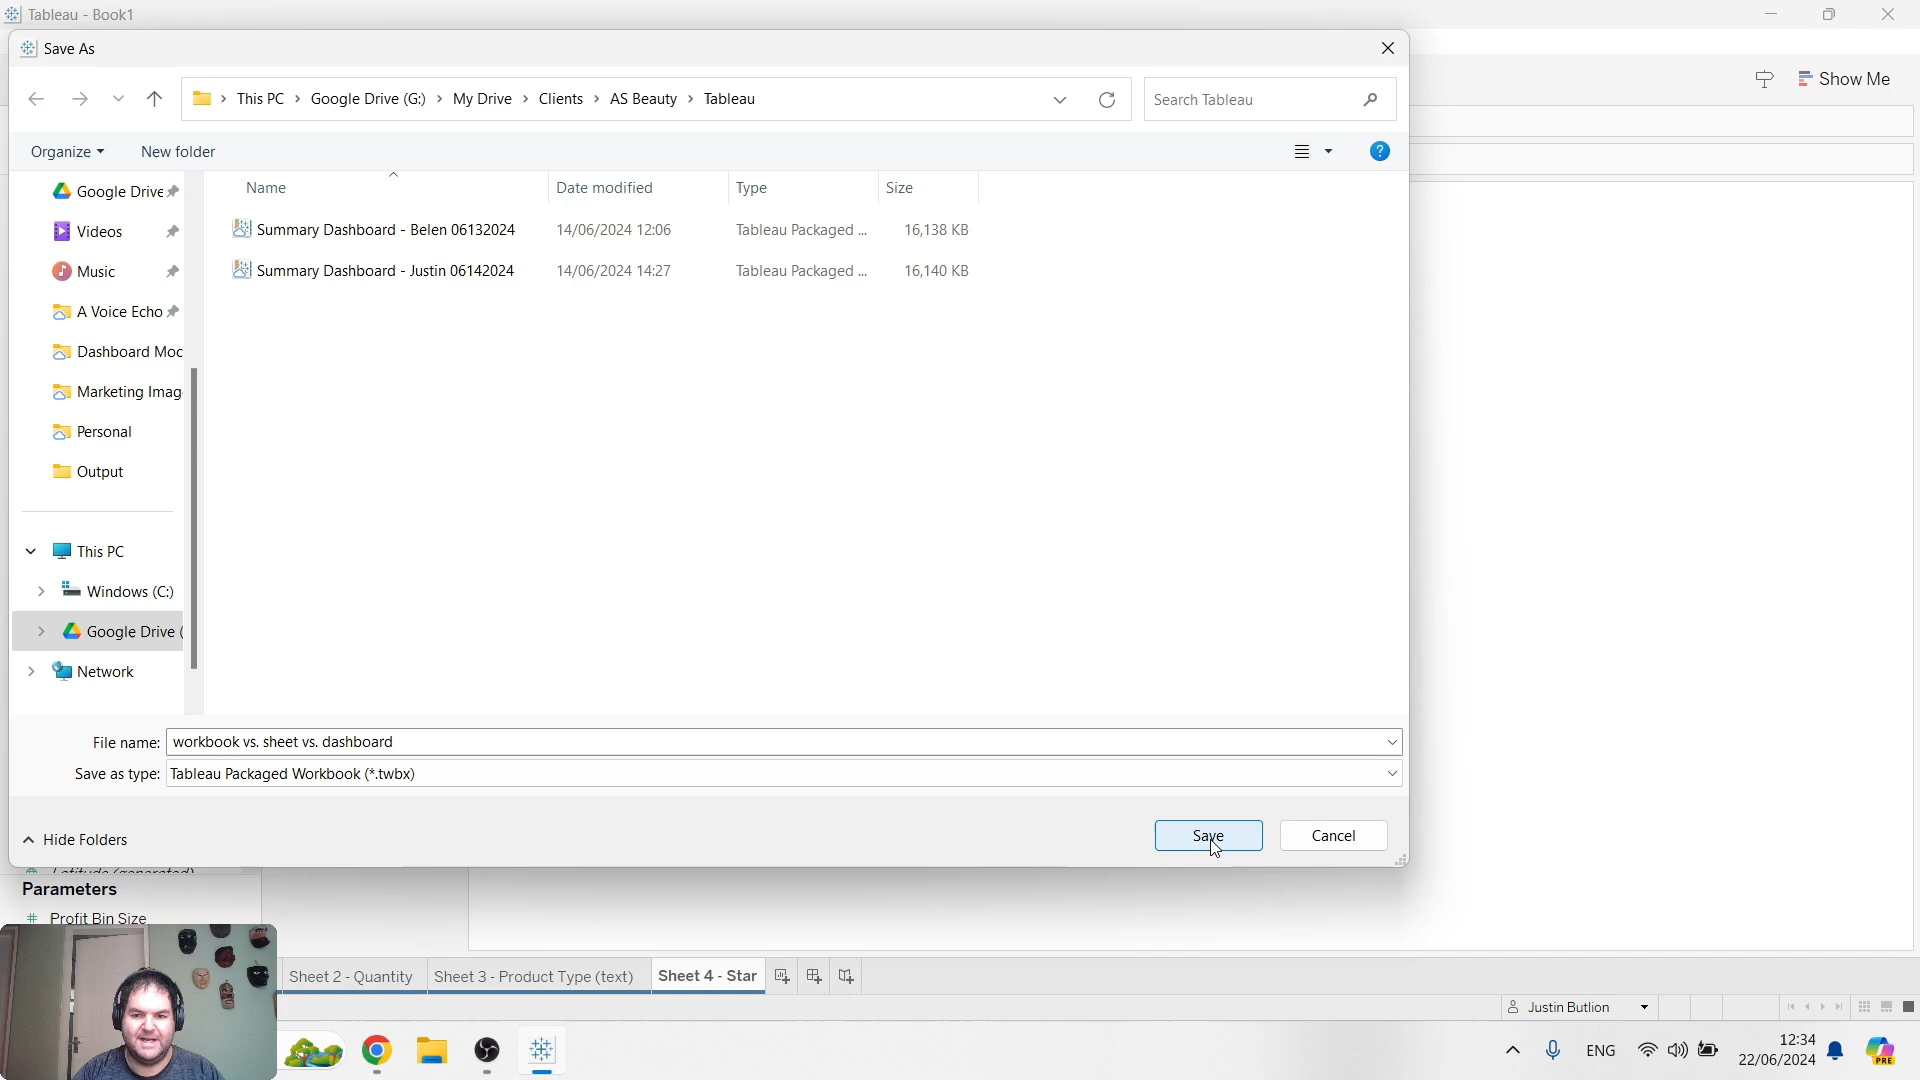 Tableau - Book1
Save As
This PC > Google Drive (G:) > My Drive > Clients > AS Beauty > Tableau
Search Tableau
Show Me
Organize
New folder
Name
Date modified
Type
Size
Google Drive
Videos
Music
A Voice Echo
Dashboard Moc
Marketing Imag
Personal
Output
This PC
Windows (C:)
Google Drive (
Network
Summary Dashboard - Belen 06132024 14/06/2024 12:06 Tableau Packaged ... 16,138 KB
Summary Dashboard - Justin 06142024 14/06/2024 14:27 Tableau Packaged ... 16,140 KB
File name: workbook vs. sheet vs. dashboard
Save as type: Tableau Packaged Workbook (*.twbx)
Hide Folders
Save
Cancel
Latitude (generated)
Parameters
# Profit Bin Size
Sheet 2 - Quantity
Sheet 3 - Product Type (text)
Sheet 4 - Star
Justin Butlion
ENG
12:34
22/06/2024
PRE